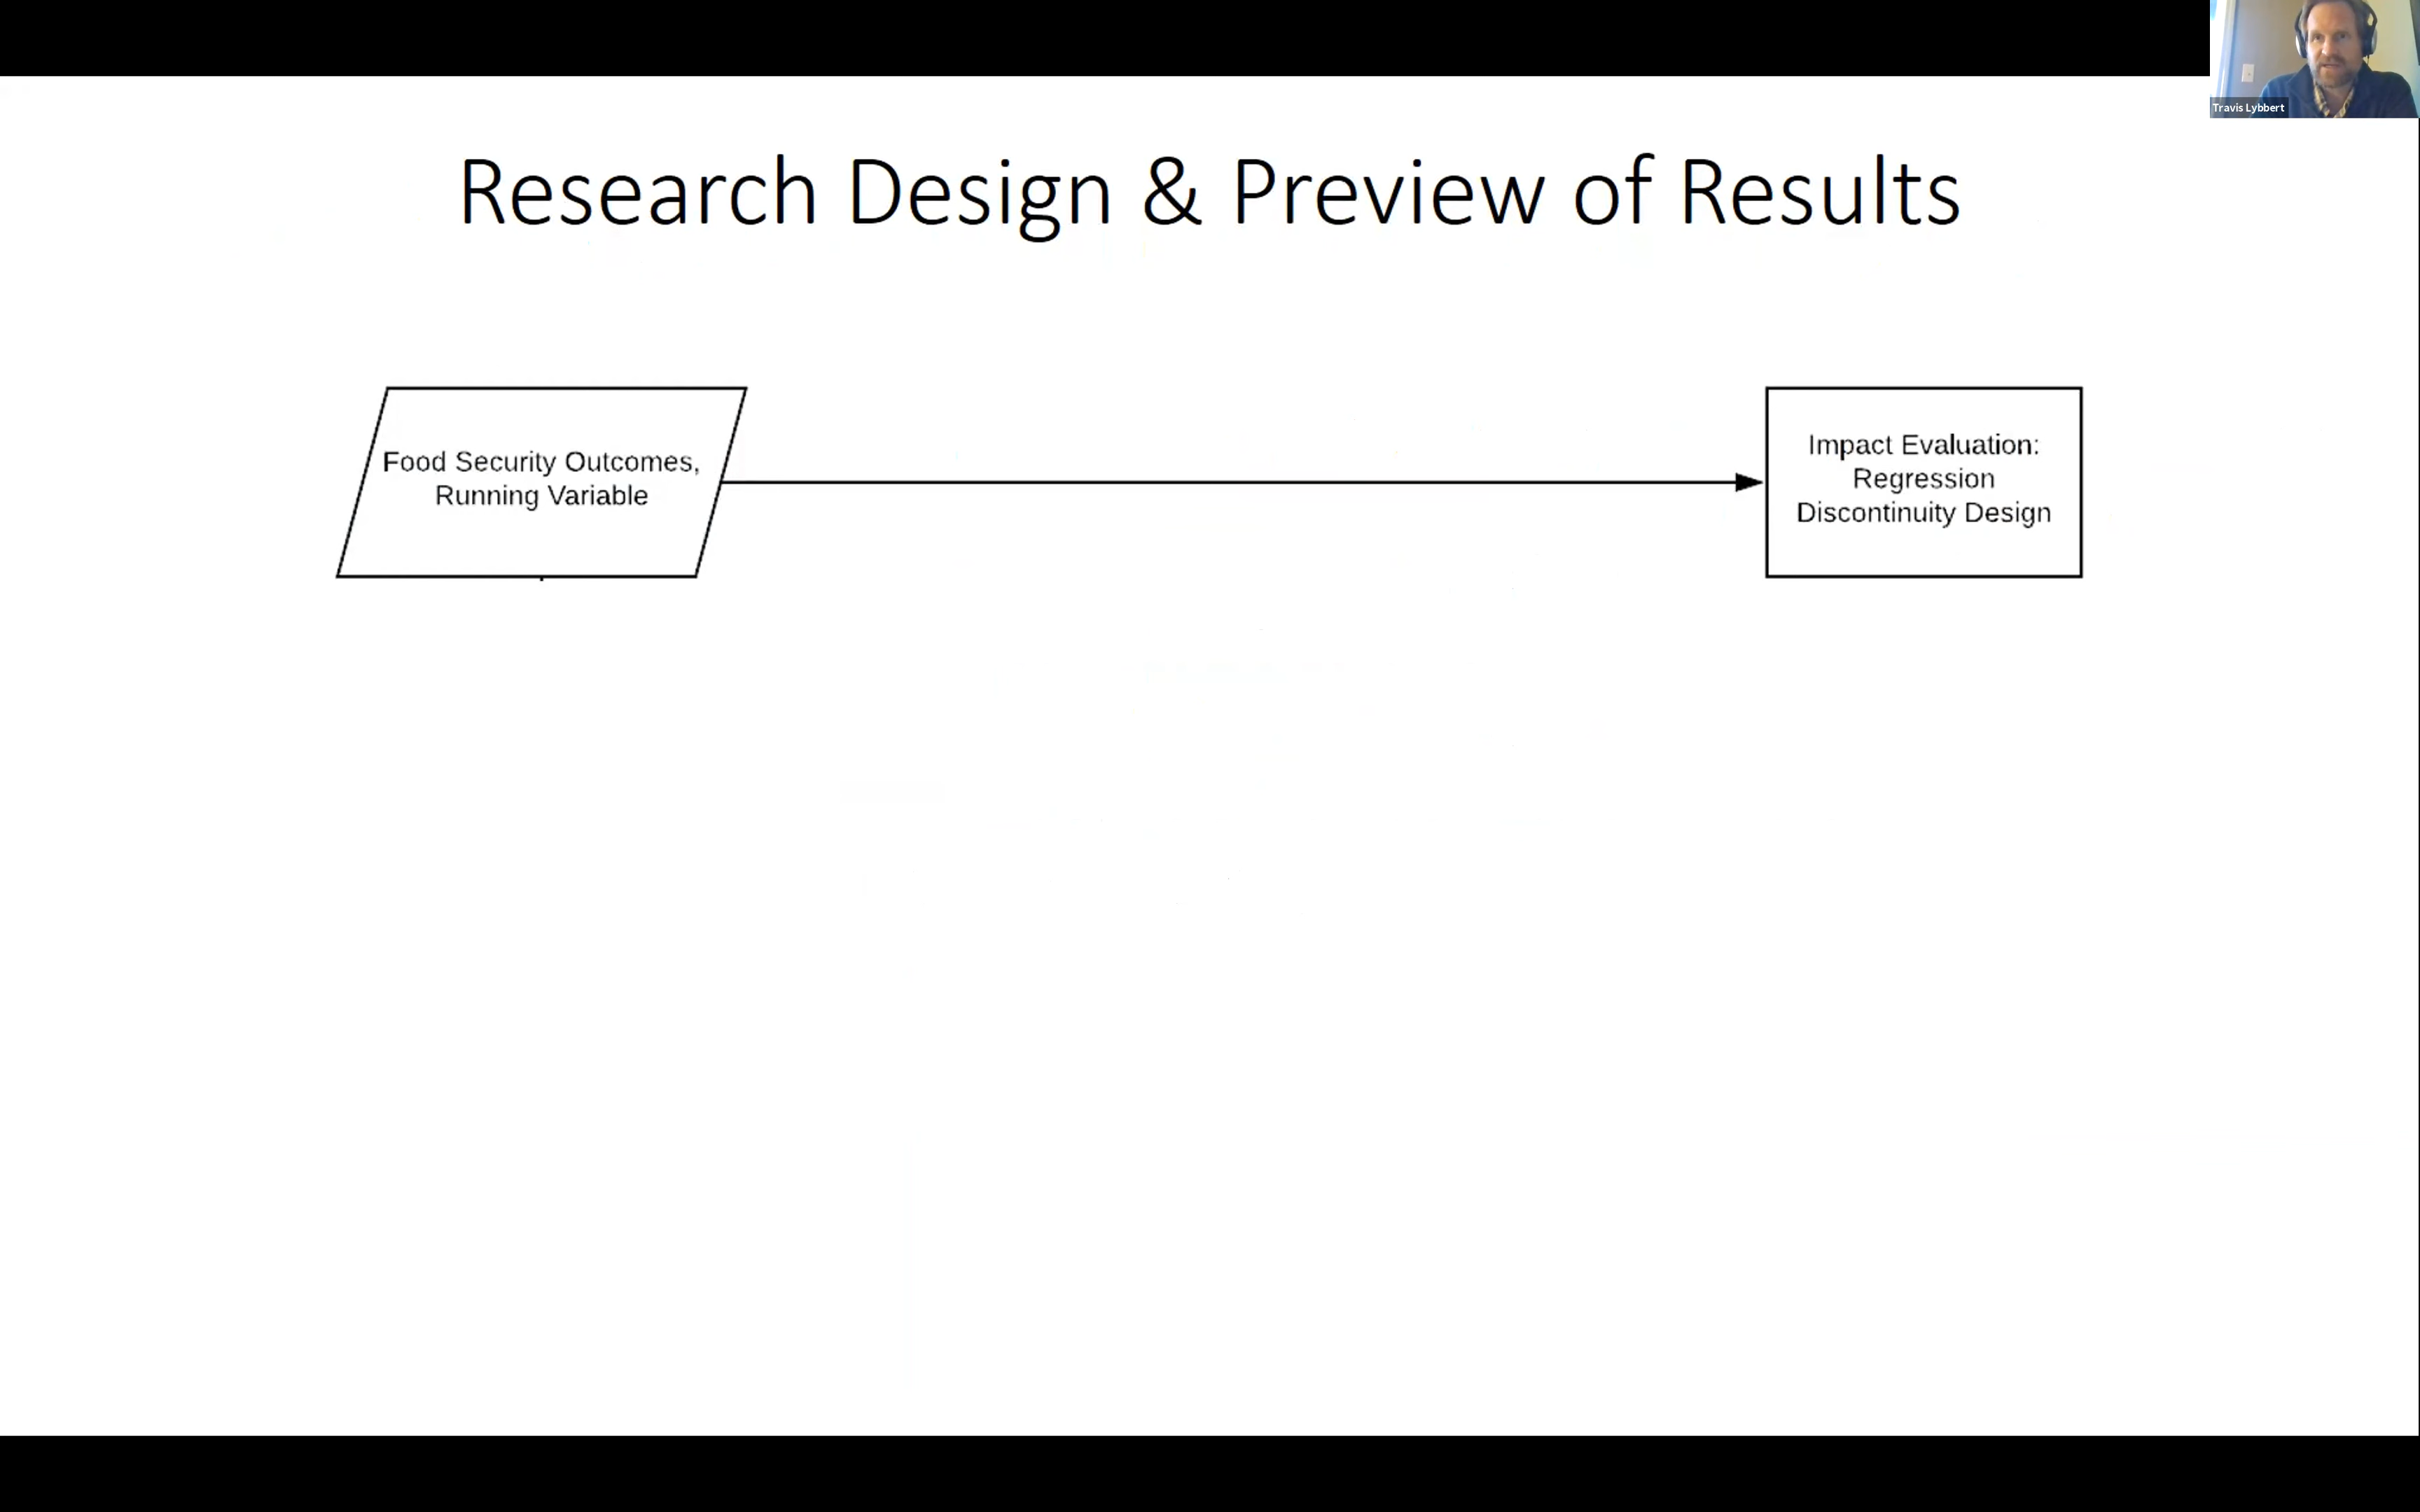 Travis Lybbert
Research Design & Preview of Results
Food Security Outcomes,
Running Variable
Impact Evaluation:
Regression
Discontinuity Design